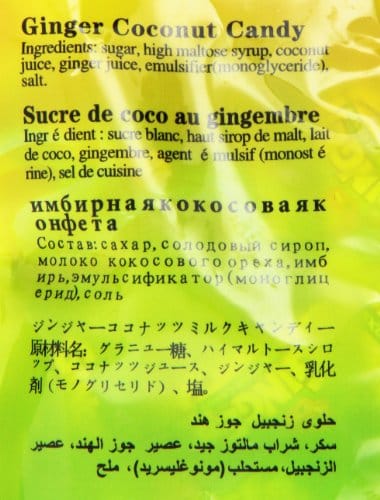 Ginger Coconut Candy
Ingredients: sugar, high maltose syrup, coconut
juice, ginger juice, emulsifier(monoglyceride),
salt.
Sucre de coco au gingembre
Ingr é dient : sucre blanc, haut sirop de malt, lait
de coco, gingembre, agent  é mulsif (monost é
rine), sel de cuisine
имбирнаякокосоваяк
онфета
Состав: сахар, солодовый сироп,
молоко кокосового ореха, имб
ирь,эмульсификатор(моноглиц
ерид), соль
ジンジャーココナッツミルクキャンディー
原材料名：グラニュー糖、ハイマルトースシロ
ップ、ココナッツジュース、ジンジャー、乳化
剤（モノグリセリド）、塩。
حلوى زنجبيل جوز هند
سكر، شراب مالتوز جيد، عصير جوز الهند، عصير
الزنجبيل، مستحلب (مونوغليسريد)، ملح